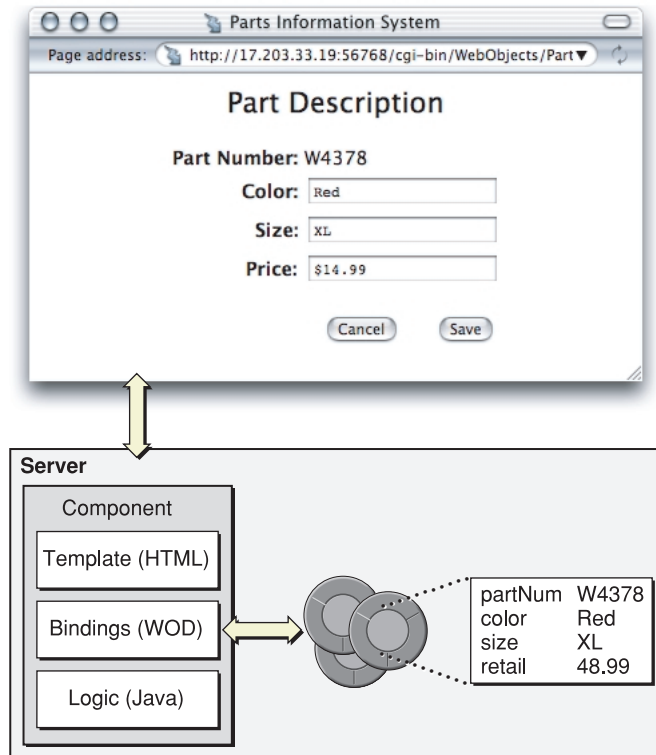 Parts Information System
Page address: http://17.203.33.19:56768/cgi-bin/WebObjects/Part
Part Description
Part Number: W4378
Color: Red
Size: XL
Price: $14.99
Cancel Save
Server
Component
Template (HTML)
Bindings (WOD)
Logic (Java)
partNum W4378
color Red
size XL
retail 48.99